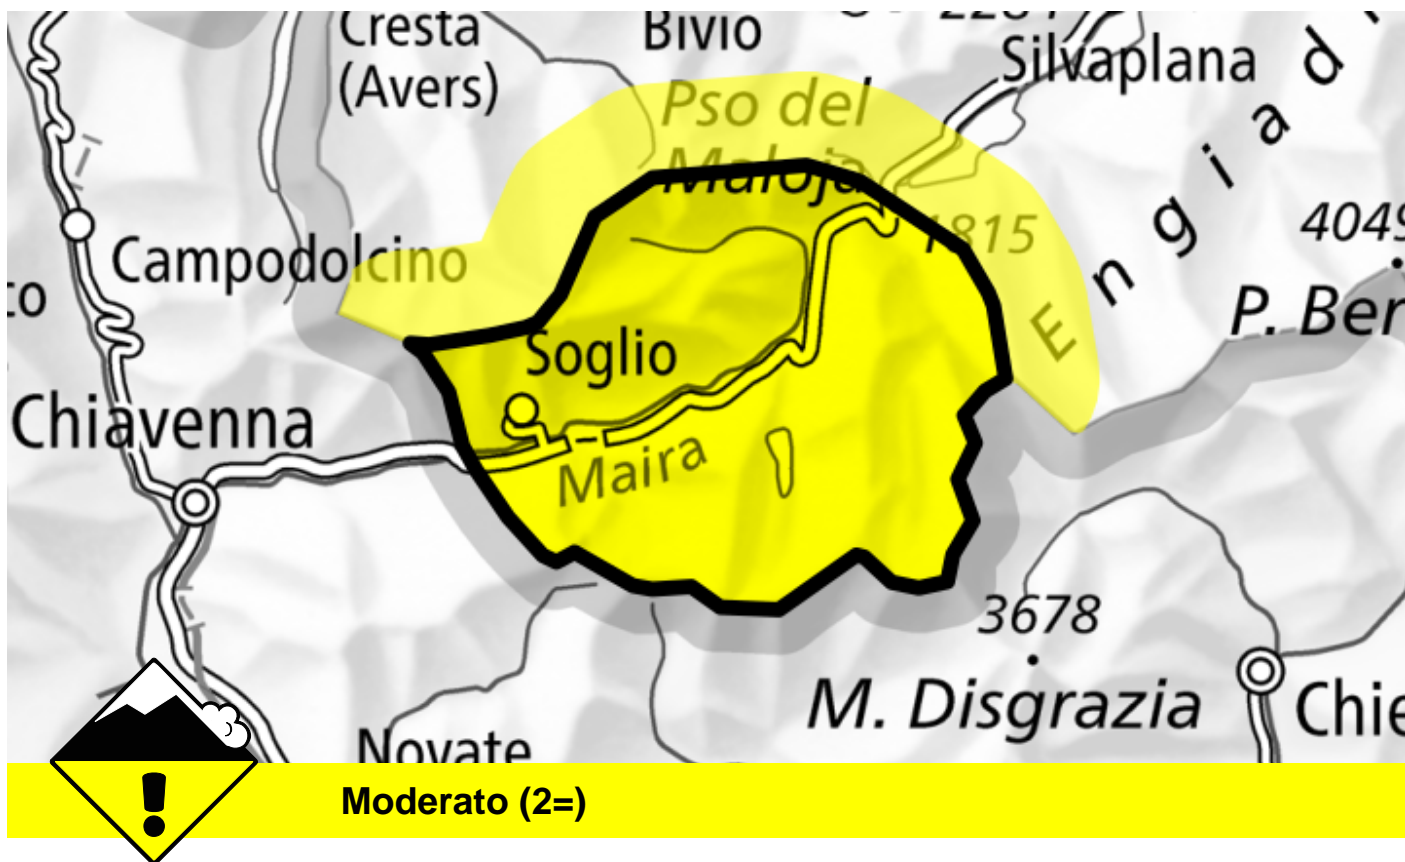 Cresta
(Avers)
Bivio
Silvaplana
Pso del
Maloja
1815
Engiad
4049
P. Ber
Campodolcino
co
Soglio
Chiavenna
Maira
3678
M. Disgrazia
Chie
Novate
Moderato (2=)